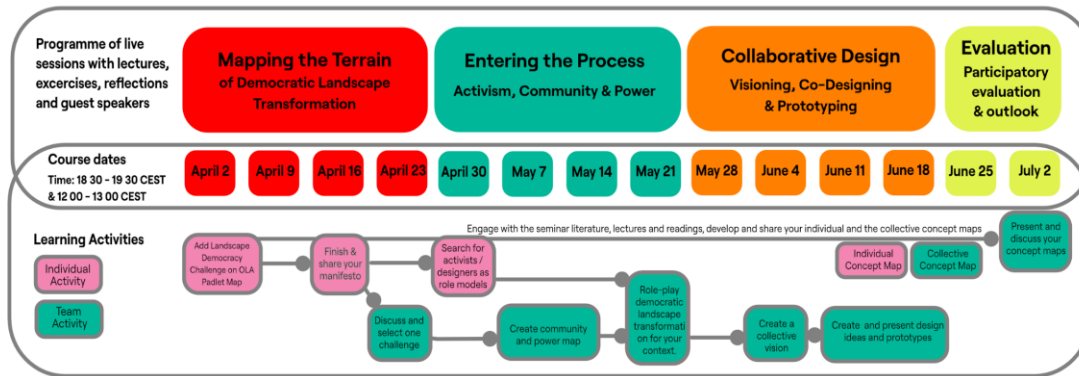 Programme of live
sessions with lectures,
excercises, reflections
and guest speakers
Mapping the Terrain
of Democratic Landscape
Transformation
Entering the Process
Activism, Community & Power
Collaborative Design
Visioning, Co-Designing
& Prototyping
Evaluation
Participatory
evaluation
& outlook
Course dates
Time: 18 30 - 19 30 CEST
& 12 00 - 13 00 CEST
April 2
April 9
April 16
April 23
April 30
May 7
May 14
May 21
May 28
June 4
June 11
June 18
June 25
July 2
Learning Activities
Individual
Activity
Team
Activity
Engage with the seminar literature, lectures and readings, develop and share your individual and the collective concept maps
Add Landscape
Democracy
Challenge on OLA
Padlet Map
Finish &
share your
manifesto
Search for
activists /
designers as
role models
Individual
Concept Map
Collective
Concept Map
Present and
discuss your
concept maps
Discuss and
select one
challenge
Create community
and power map
Role-play
democratic
landscape
transformati
on for your
context.
Create a
collective
vision
Create and present design
ideas and prototypes